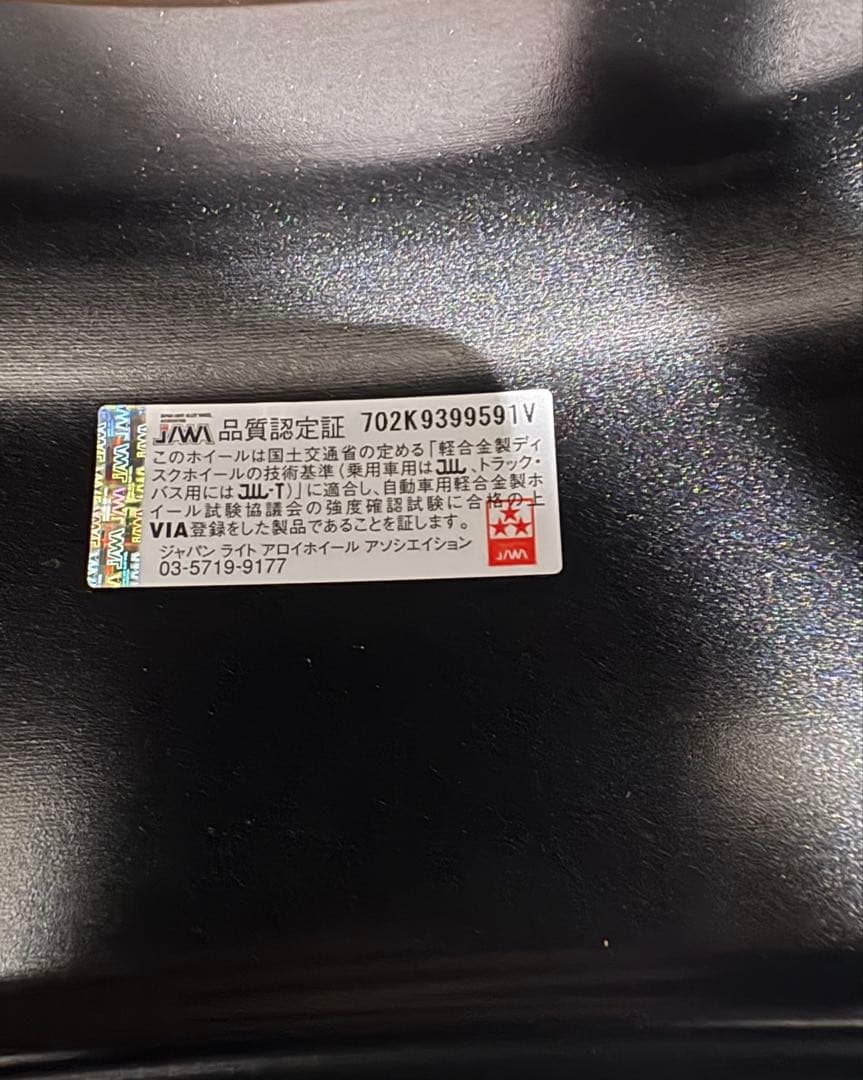 JAPAN LIGHT ALLOY WHEEL ASSOCIATION
JAWA 品質認定証 702K9399591V
このホイールは国土交通省の定める「軽合金製ディ
スクホイールの技術基準(乗用車用はJWL、トラック・
バス用にはJWL-T)」に適合し、自動車用軽合金製ホ
イール試験協議会の強度確認試験に合格の上
VIA登録をした製品であることを証します。
ジャパン ライト アロイホイール アソシエイション
03-5719-9177
JAWA